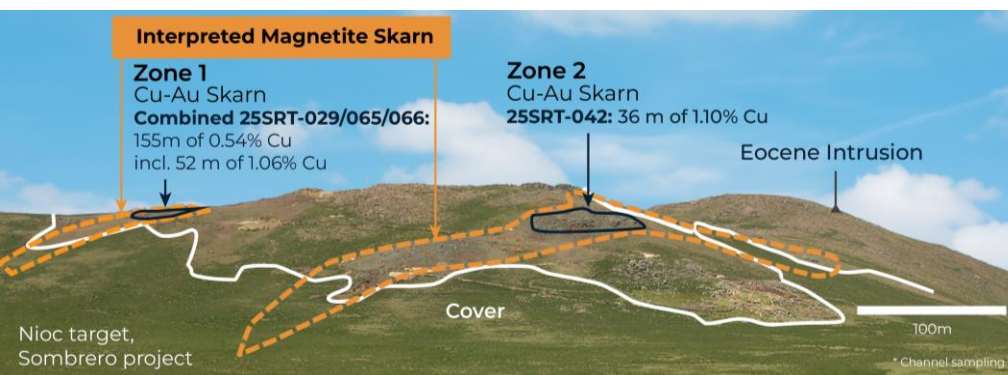 Interpreted Magnetite Skarn
Zone 1
Cu-Au Skarn
Combined 25SRT-029/065/066:
155m of 0.54% Cu
incl. 52 m of 1.06% Cu
Zone 2
Cu-Au Skarn
25SRT-042: 36 m of 1.10% Cu
Eocene Intrusion
Cover
Nioc target,
Sombrero project
100m
* Channel sampling